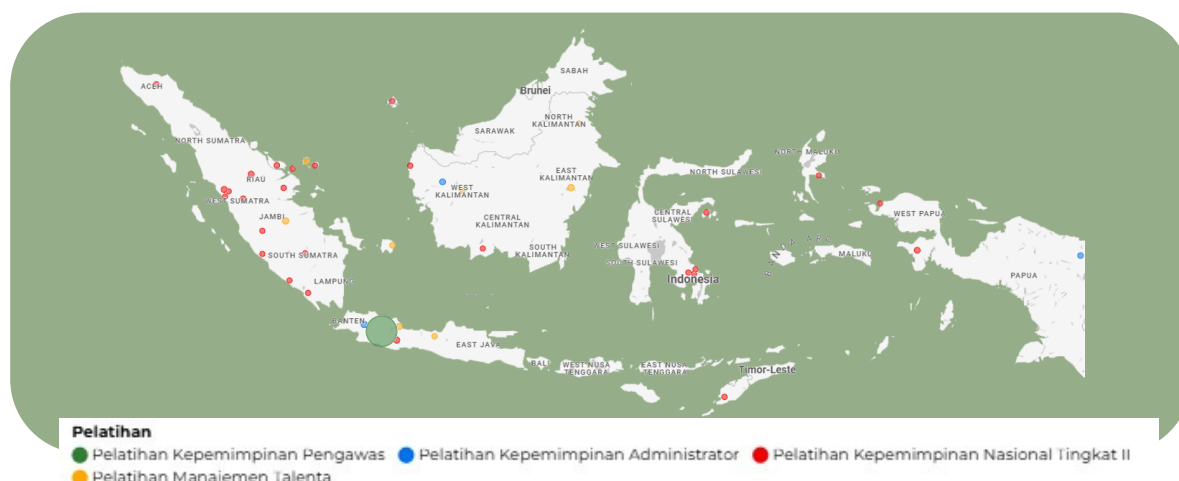 SABAH
ACEH
Brunei
NORTH
KALIMANTAN
SARAWAK
NORTH SUMATRA
NORTH MALUKU
EAST
KALIMANTAN
NORTH SULAWESI
RIAU
WEST
KALIMANTAN
WEST SUMATRA
WEST PAPUA
JAMBI
CENTRAL
KALIMANTAN
CENTRAL
SULAWESI
SOUTH
KALIMANTAN
WEST SULAWESI
SOUTH SUMATRA
SOUTH SULAWESI
MALUKU
PAPUA
Indonesia
LAMPUNG
BANTEN
EAST JAVA
BALI
WEST NUSA
TENGGARA
EAST NUSA
TENGGARA
Timor-Leste
Pelatihan
Pelatihan Kepemimpinan Pengawas Pelatihan Kepemimpinan Administrator Pelatihan Kepemimpinan Nasional Tingkat II
Pelatihan Manajemen Talenta